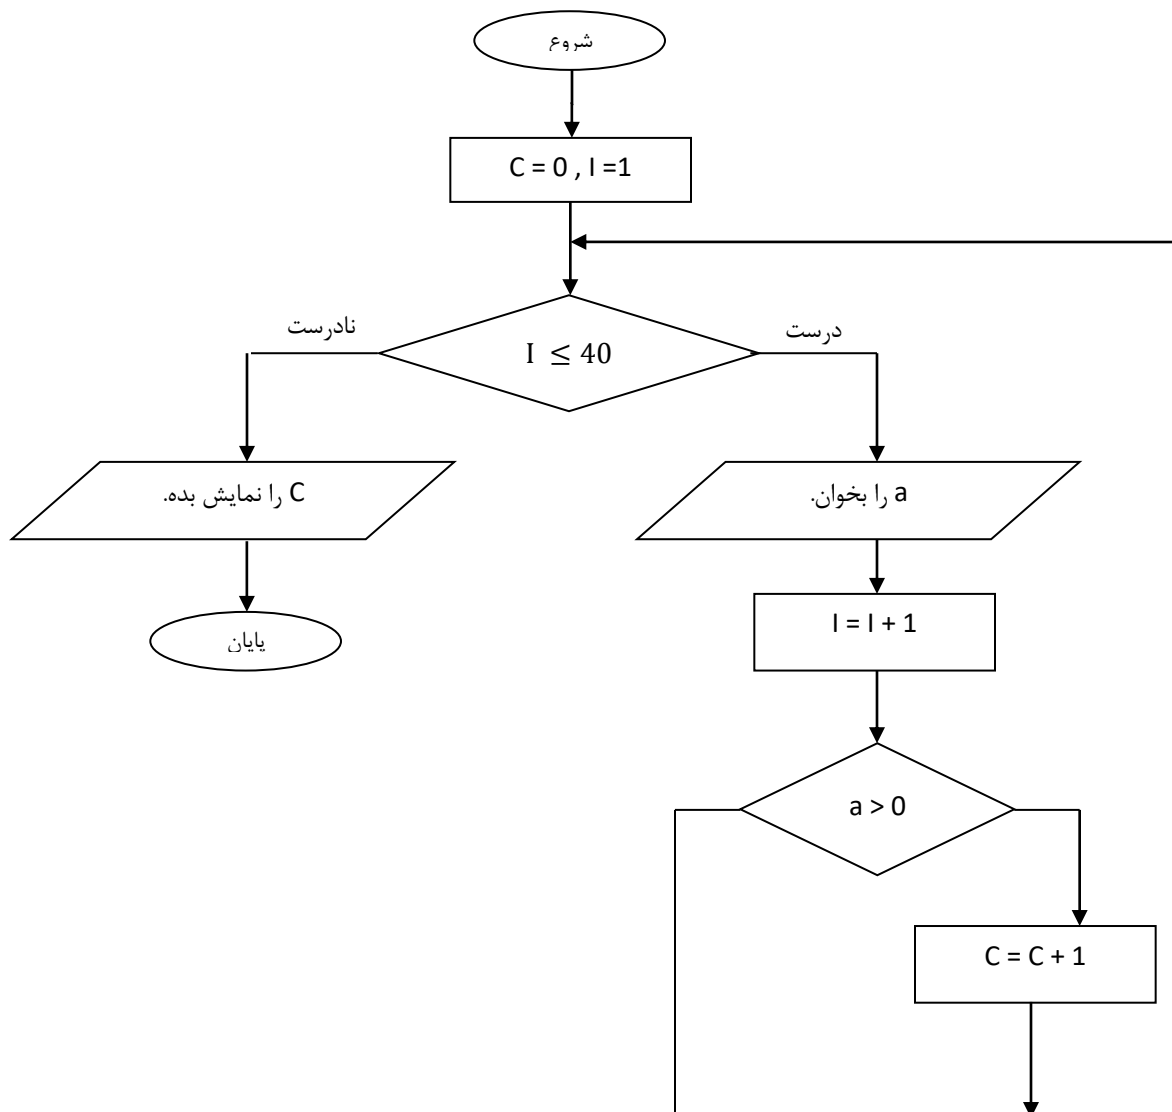 شروع
C = 0 , I =1
نادرست
درست
I ≤ 40
C را نمایش بده.
a را بخوان.
I = I + 1
پایان
a > 0
C = C + 1